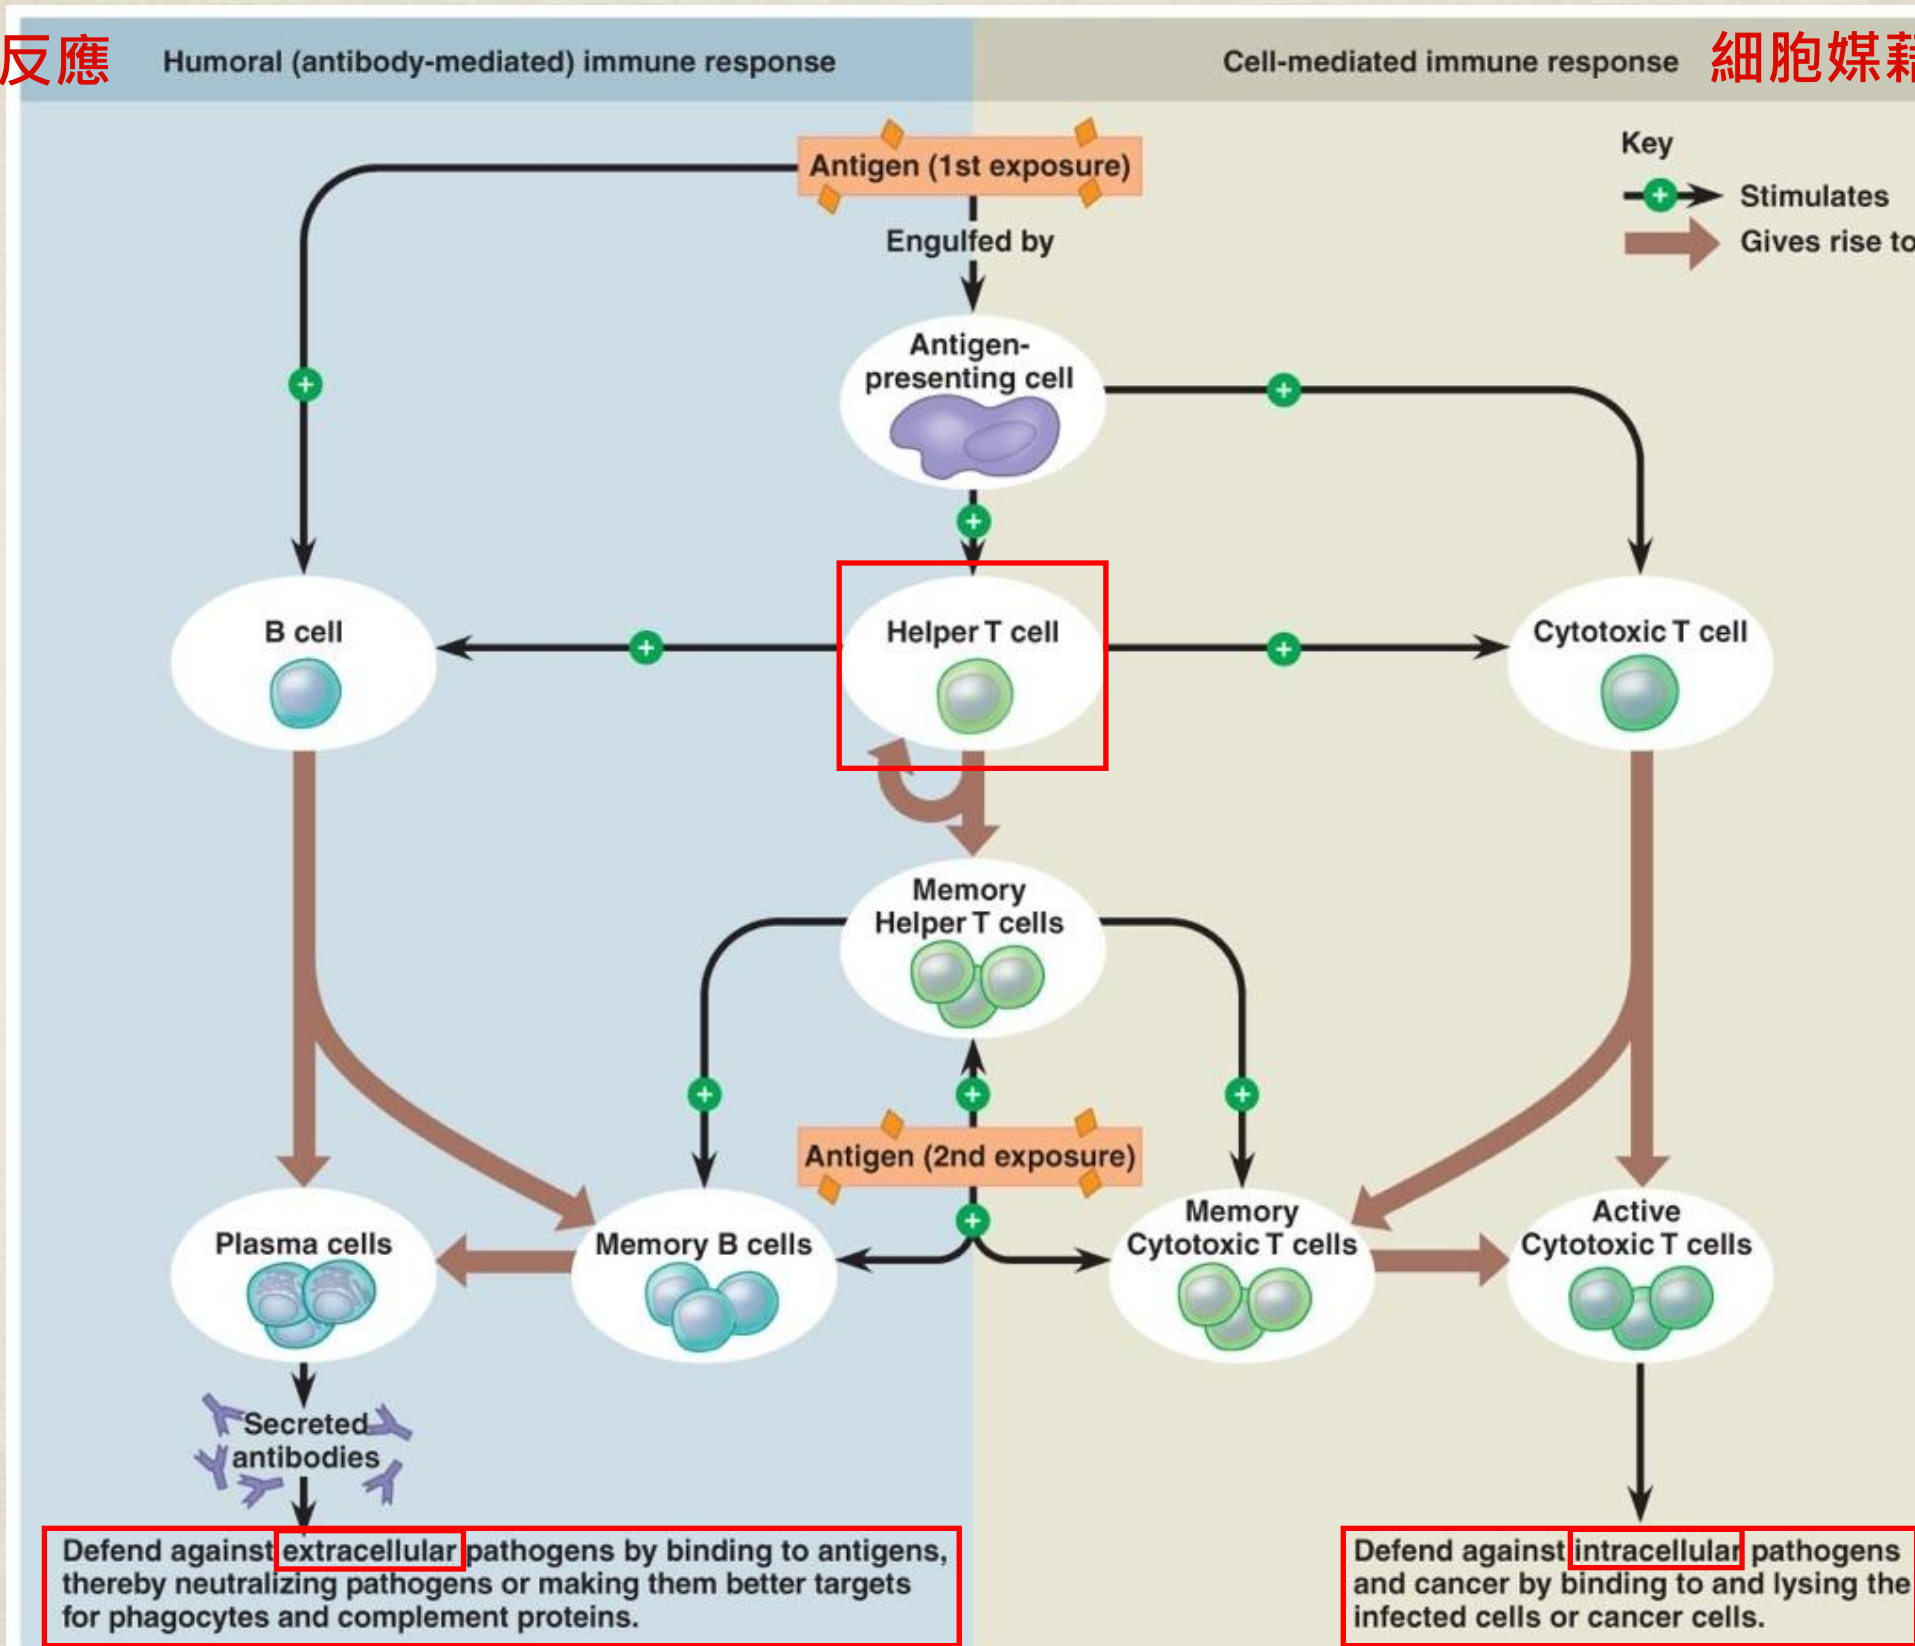 反應
Humoral (antibody-mediated) immune response
Cell-mediated immune response
細胞媒藉
Key
Stimulates
Gives rise to
Antigen (1st exposure)
Engulfed by
Antigen-
presenting cell
B cell
Helper T cell
Cytotoxic T cell
Memory
Helper T cells
Antigen (2nd exposure)
Plasma cells
Memory B cells
Memory
Cytotoxic T cells
Active
Cytotoxic T cells
Secreted
antibodies
Defend against extracellular pathogens by binding to antigens,
thereby neutralizing pathogens or making them better targets
for phagocytes and complement proteins.
Defend against intracellular pathogens
and cancer by binding to and lysing the
infected cells or cancer cells.